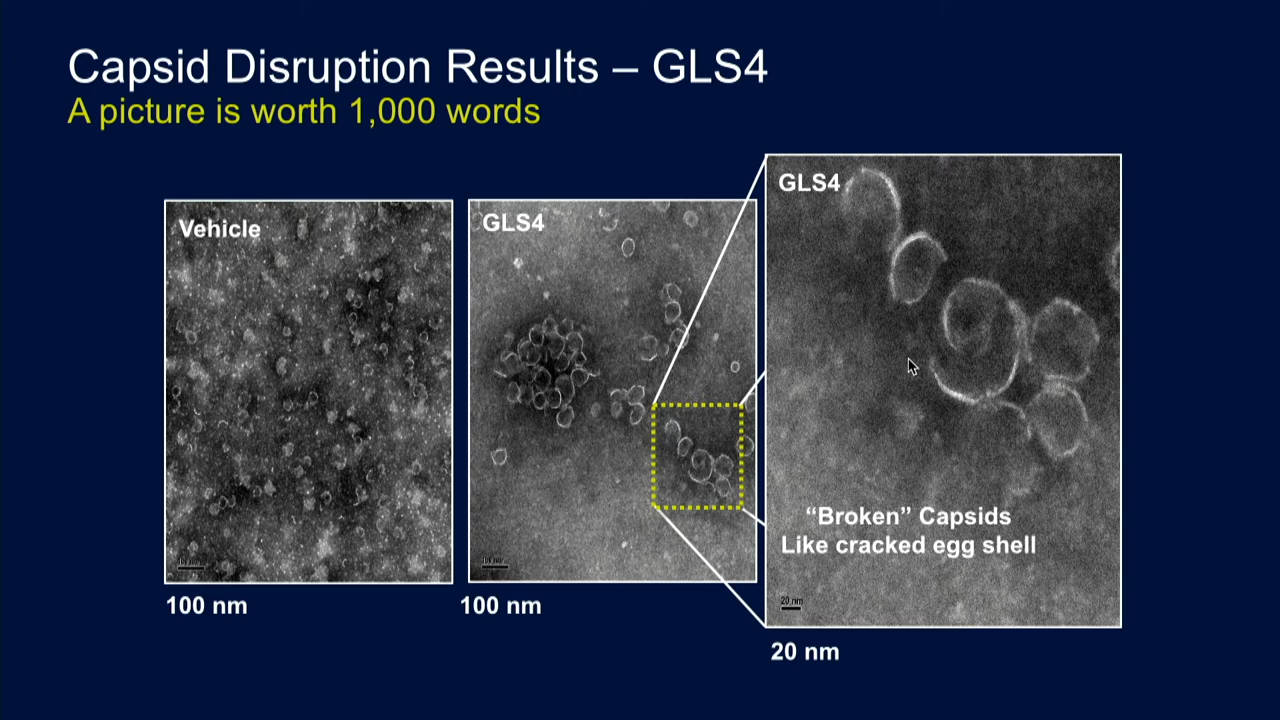 Capsid Disruption Results – GLS4
A picture is worth 1,000 words
Vehicle
GLS4
GLS4
“Broken” Capsids
Like cracked egg shell
20 nm
100 nm
100 nm
20 nm